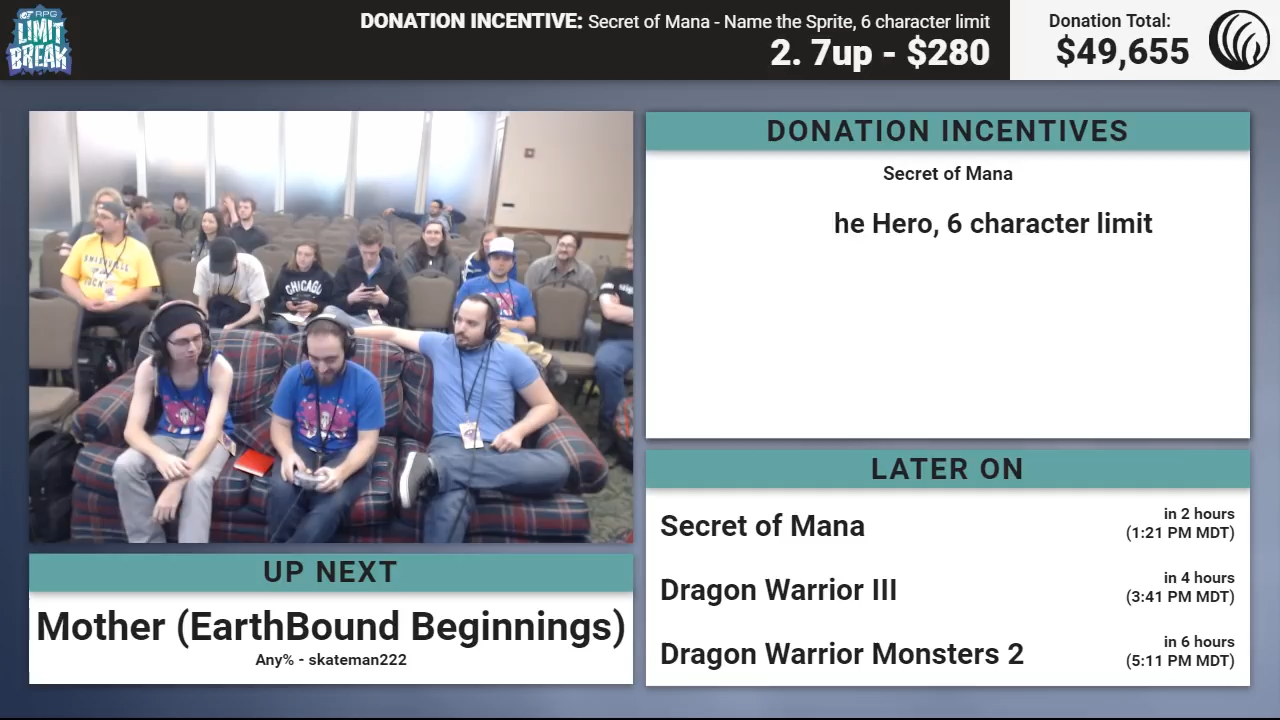 RPG
LIMIT
BREAK
DONATION INCENTIVE: Secret of Mana - Name the Sprite, 6 character limit
2. 7up - $280
Donation Total:
$49,655
DONATION INCENTIVES
Secret of Mana
he Hero, 6 character limit
CHICAGO
UP NEXT
Mother (EarthBound Beginnings)
Any% - skateman222
LATER ON
Secret of Mana
in 2 hours
(1:21 PM MDT)
Dragon Warrior III
in 4 hours
(3:41 PM MDT)
Dragon Warrior Monsters 2
in 6 hours
(5:11 PM MDT)